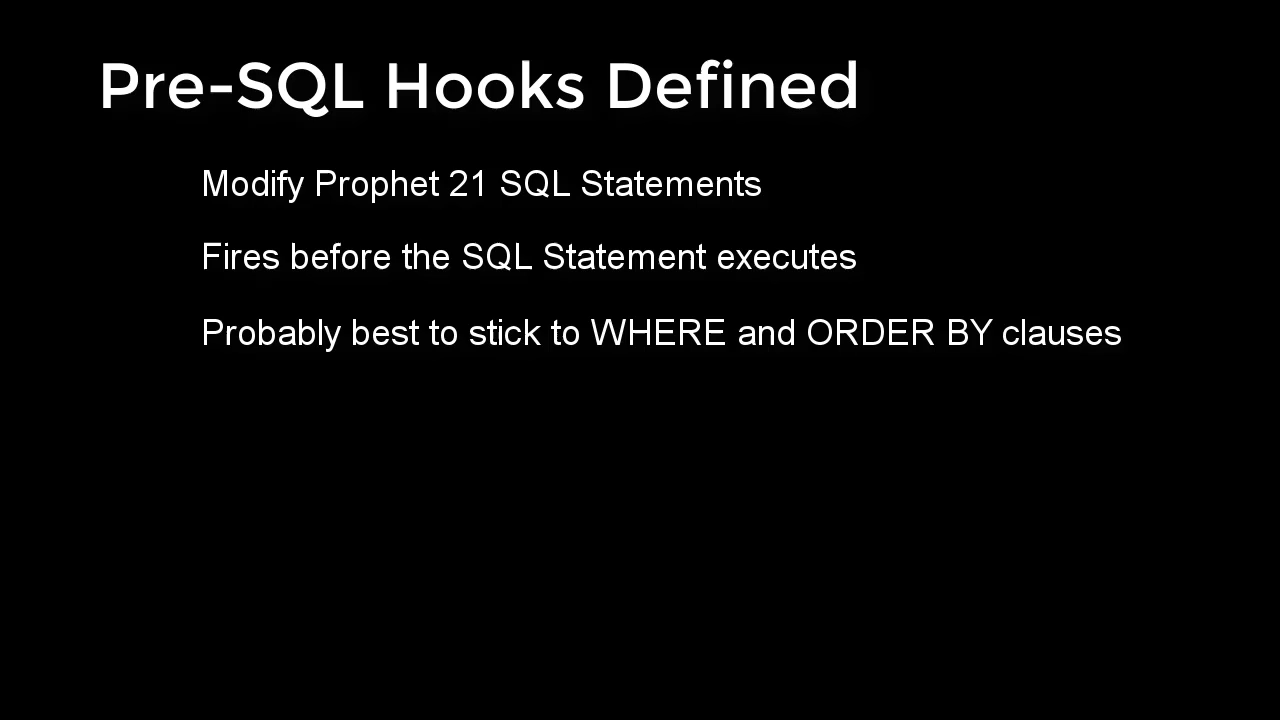 Pre-SQL Hooks Defined
Modify Prophet 21 SQL Statements
Fires before the SQL Statement executes
Probably best to stick to WHERE and ORDER BY clauses